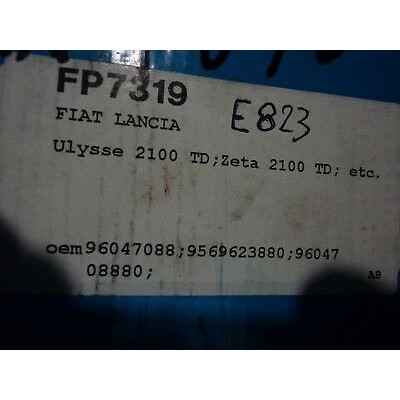 FP7319
FIAT LANCIA
E823
Ulysse 2100 TD;Zeta 2100 TD; etc.
oem96047088;9569623880;96047
08880;
A8